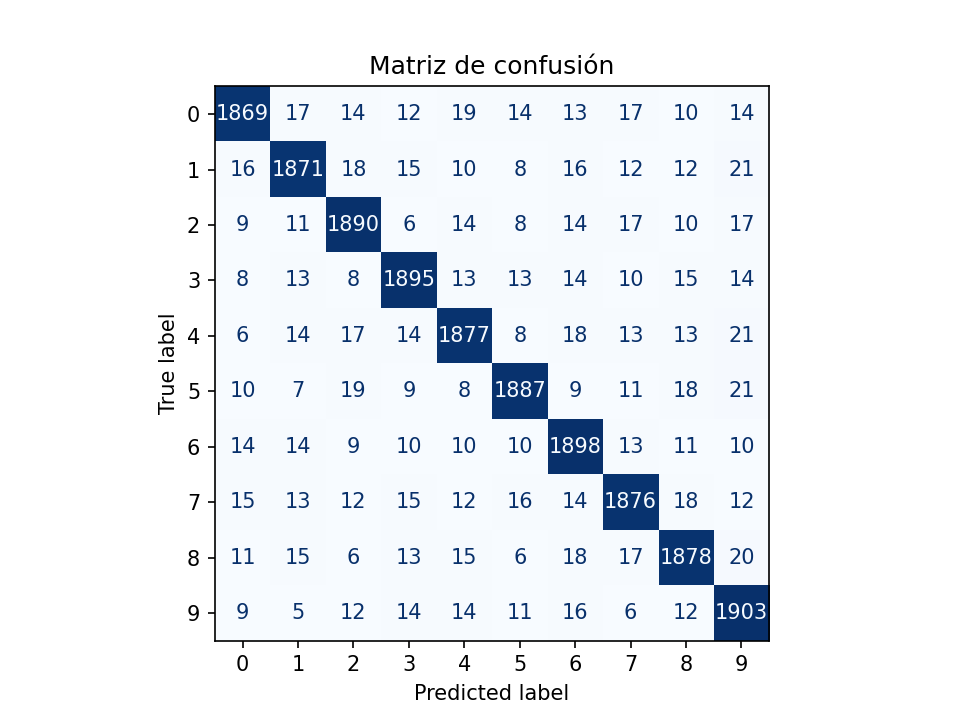 Matriz de confusión
True label
0 1869 17 14 12 19 14 13 17 10 14
1 16 1871 18 15 10 8 16 12 12 21
2 9 11 1890 6 14 8 14 17 10 17
3 8 13 8 1895 13 13 14 10 15 14
4 6 14 17 14 1877 8 18 13 13 21
5 10 7 19 9 8 1887 9 11 18 21
6 14 14 9 10 10 10 1898 13 11 10
7 15 13 12 15 12 16 14 1876 18 12
8 11 15 6 13 15 6 18 17 1878 20
9 9 5 12 14 14 11 16 6 12 1903
0 1 2 3 4 5 6 7 8 9
Predicted label